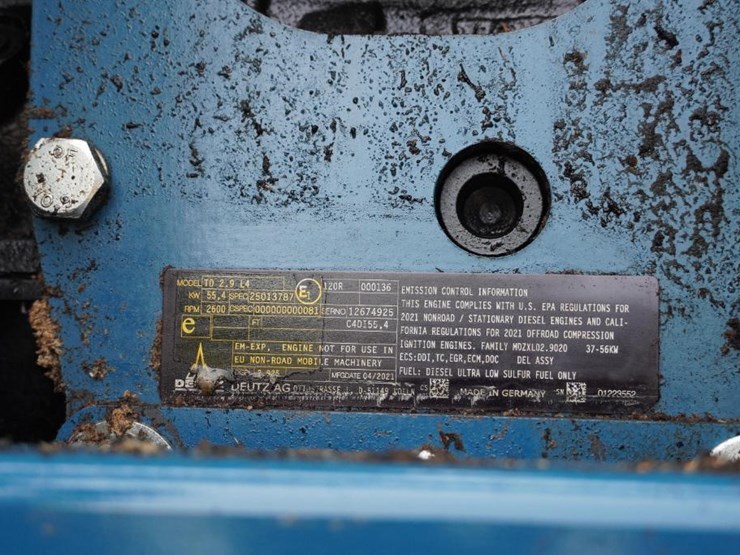 MODEL TD 2.9 L4
KW 55,4 SPEC 25013787 E1 120R 000136
RPM 2600 CSPEC 000000000081 SERNO 12674925
e FT C4DI55,4
EM-EXP. ENGINE NOT FOR USE IN
EU NON-ROAD MOBILE MACHINERY
MFGDATE 04/2021
DEUTZ AG
EMISSION CONTROL INFORMATION
THIS ENGINE COMPLIES WITH U.S. EPA REGULATIONS FOR
2021 NONROAD / STATIONARY DIESEL ENGINES AND CALI-
FORNIA REGULATIONS FOR 2021 OFFROAD COMPRESSION
IGNITION ENGINES. FAMILY MDZXL02.9020 37-56KW
ECS:DDI,TC,EGR,ECM,DOC DEL ASSY
FUEL: DIESEL ULTRA LOW SULFUR FUEL ONLY
MADE IN GERMANY SN 01223552